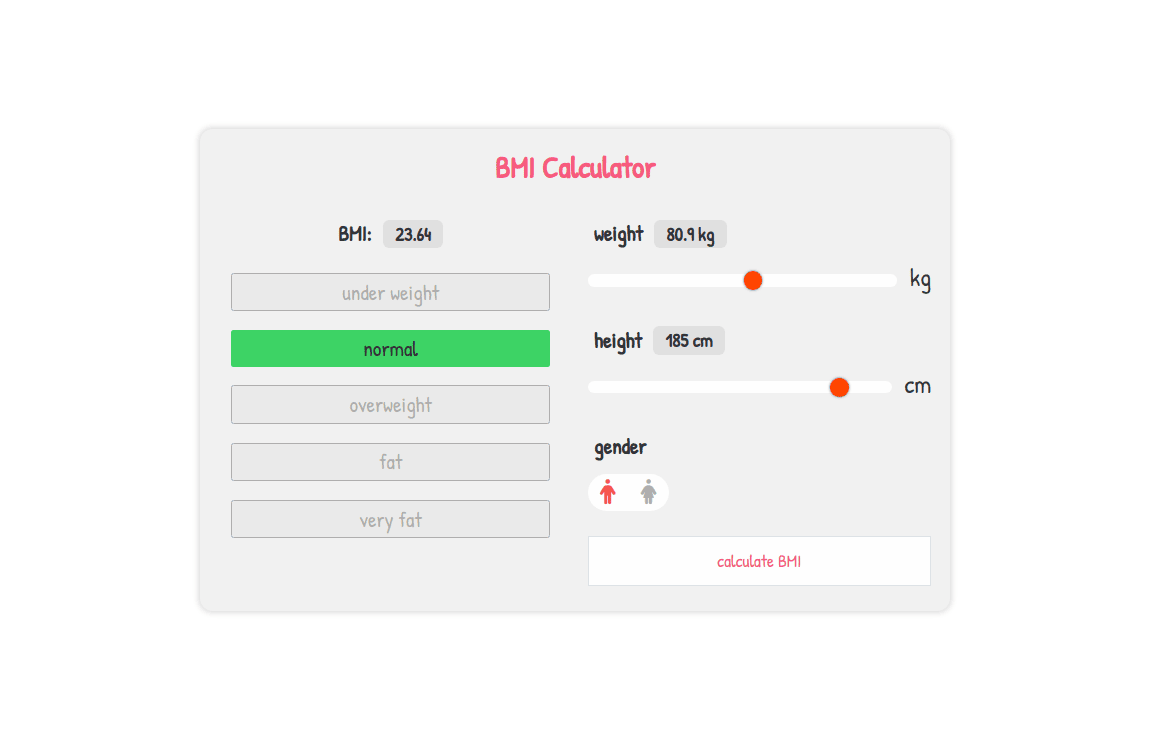 BMI Calculator
BMI: 23.64
under weight
normal
overweight
fat
very fat
weight 80.9 kg
kg
height 185 cm
cm
gender
calculate BMI